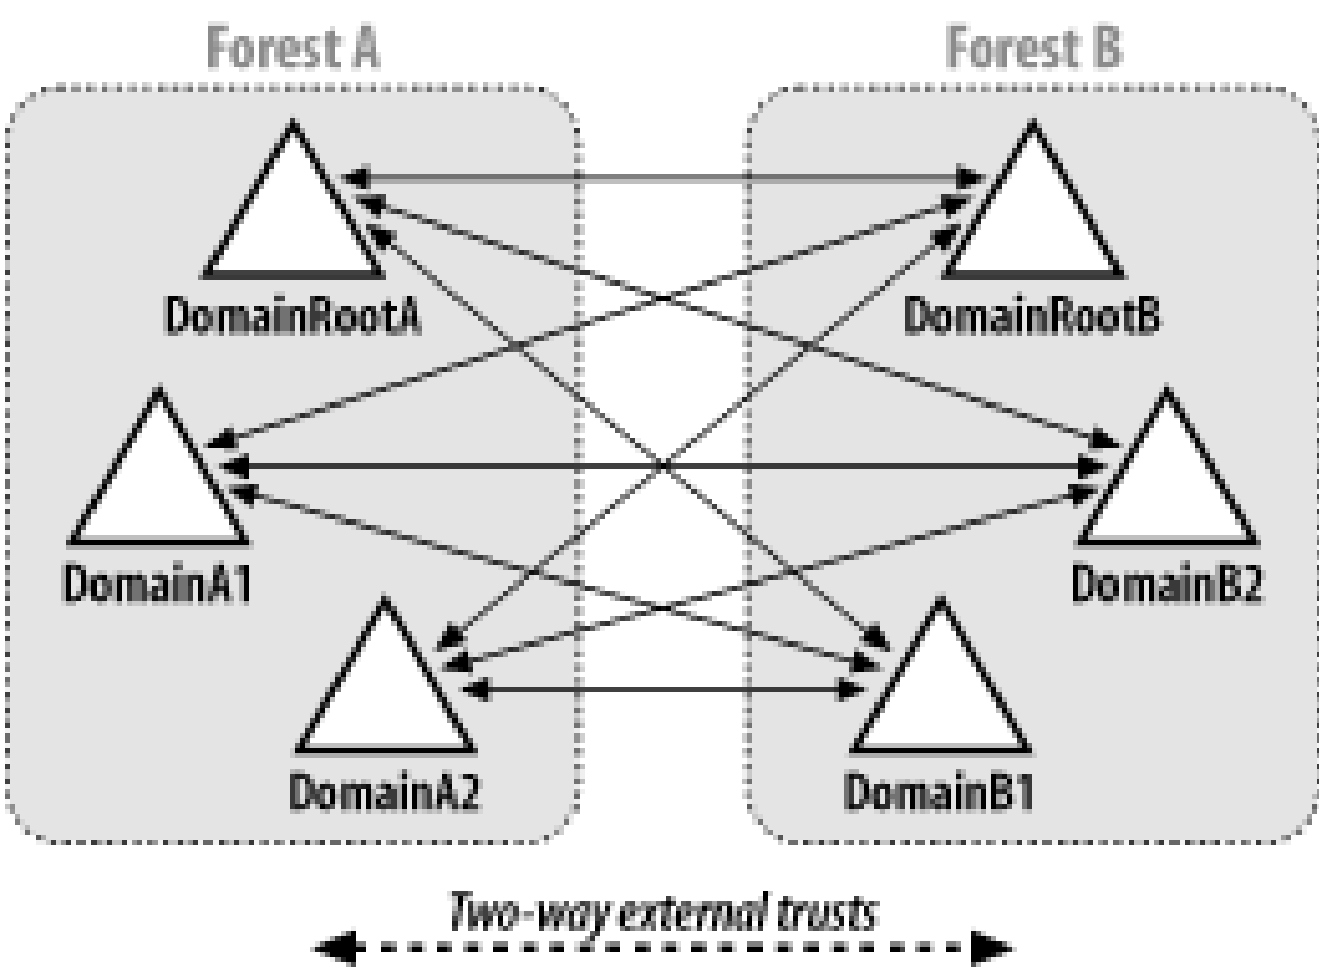 Forest A
Forest B
DomainRootA
DomainRootB
DomainA1
DomainB2
DomainA2
DomainB1
Two-way external trusts